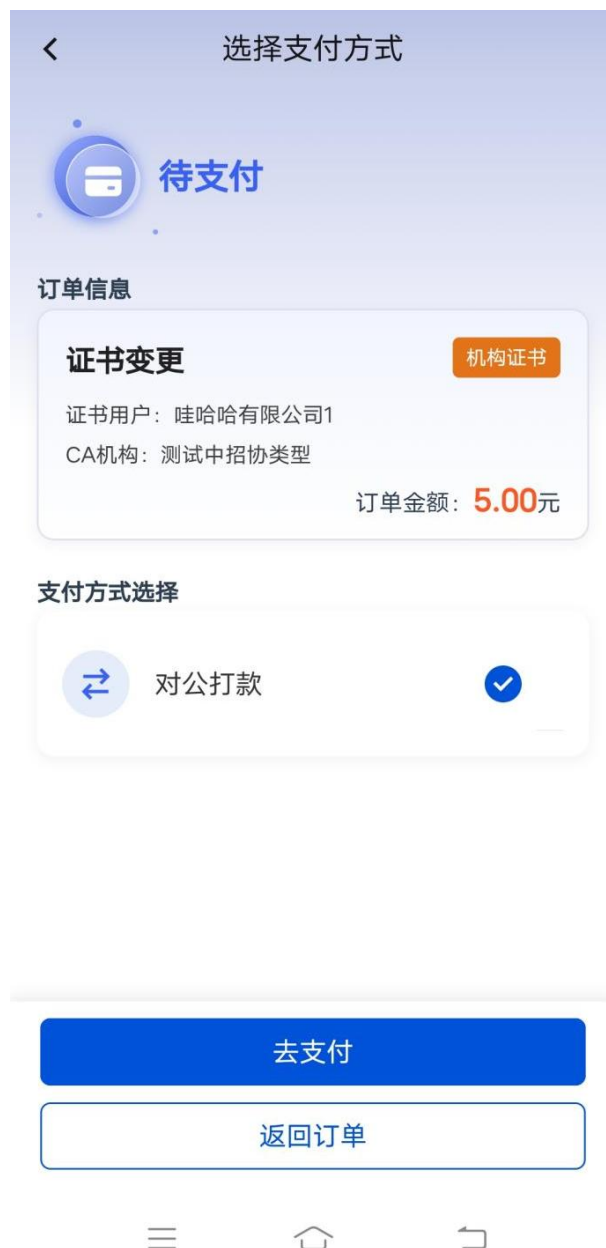 选择支付方式
待支付
订单信息
证书变更
机构证书
证书用户：哇哈哈有限公司1
CA机构：测试中招协类型
订单金额：5.00元
支付方式选择
对公打款
去支付
返回订单